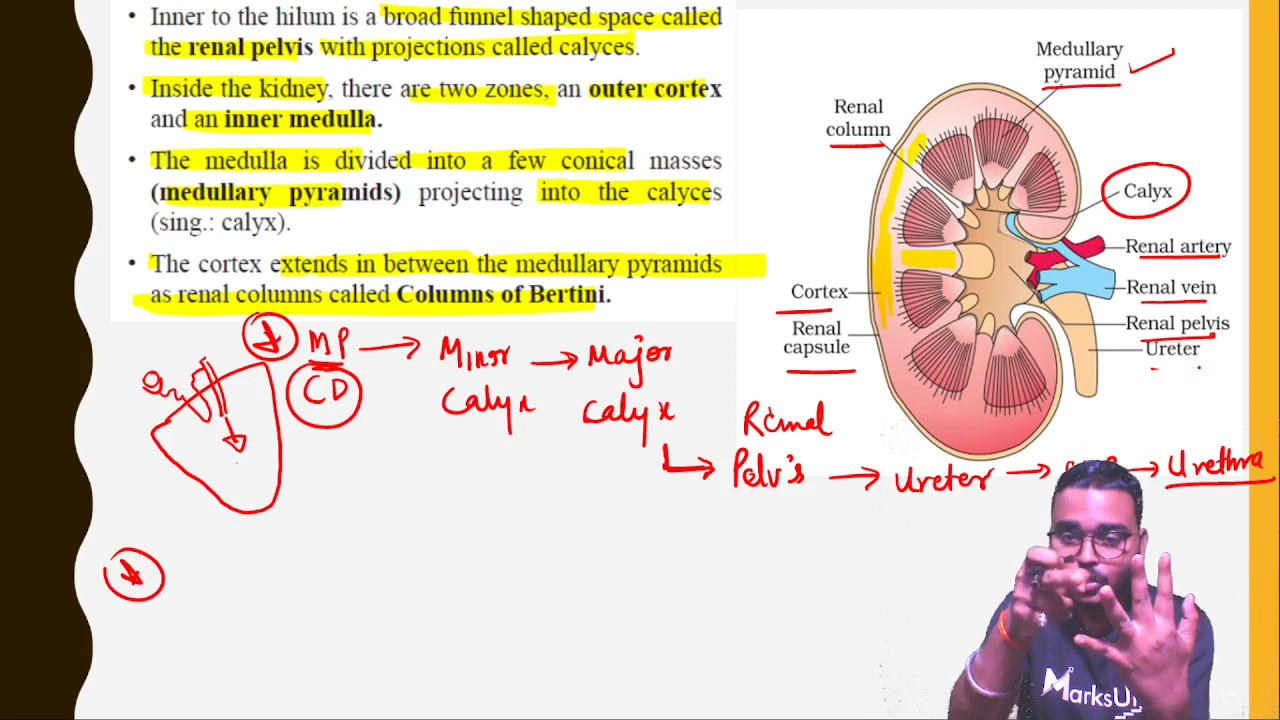 • Inner to the hilum is a broad funnel shaped space called
the renal pelvis with projections called calyces.
• Inside the kidney, there are two zones, an outer cortex
and an inner medulla.
• The medulla is divided into a few conical masses
(medullary pyramids) projecting into the calyces
(sing.: calyx).
• The cortex extends in between the medullary pyramids
as renal columns called Columns of Bertini.
Medullary
pyramid
Renal
column
Calyx
Renal artery
Renal vein
Renal pelvis
Ureter
Cortex
Renal
capsule
MP → Minor → Major
CD Calyx Calyx
Renal
Pelvis → Ureter → → Urethra
MarksU